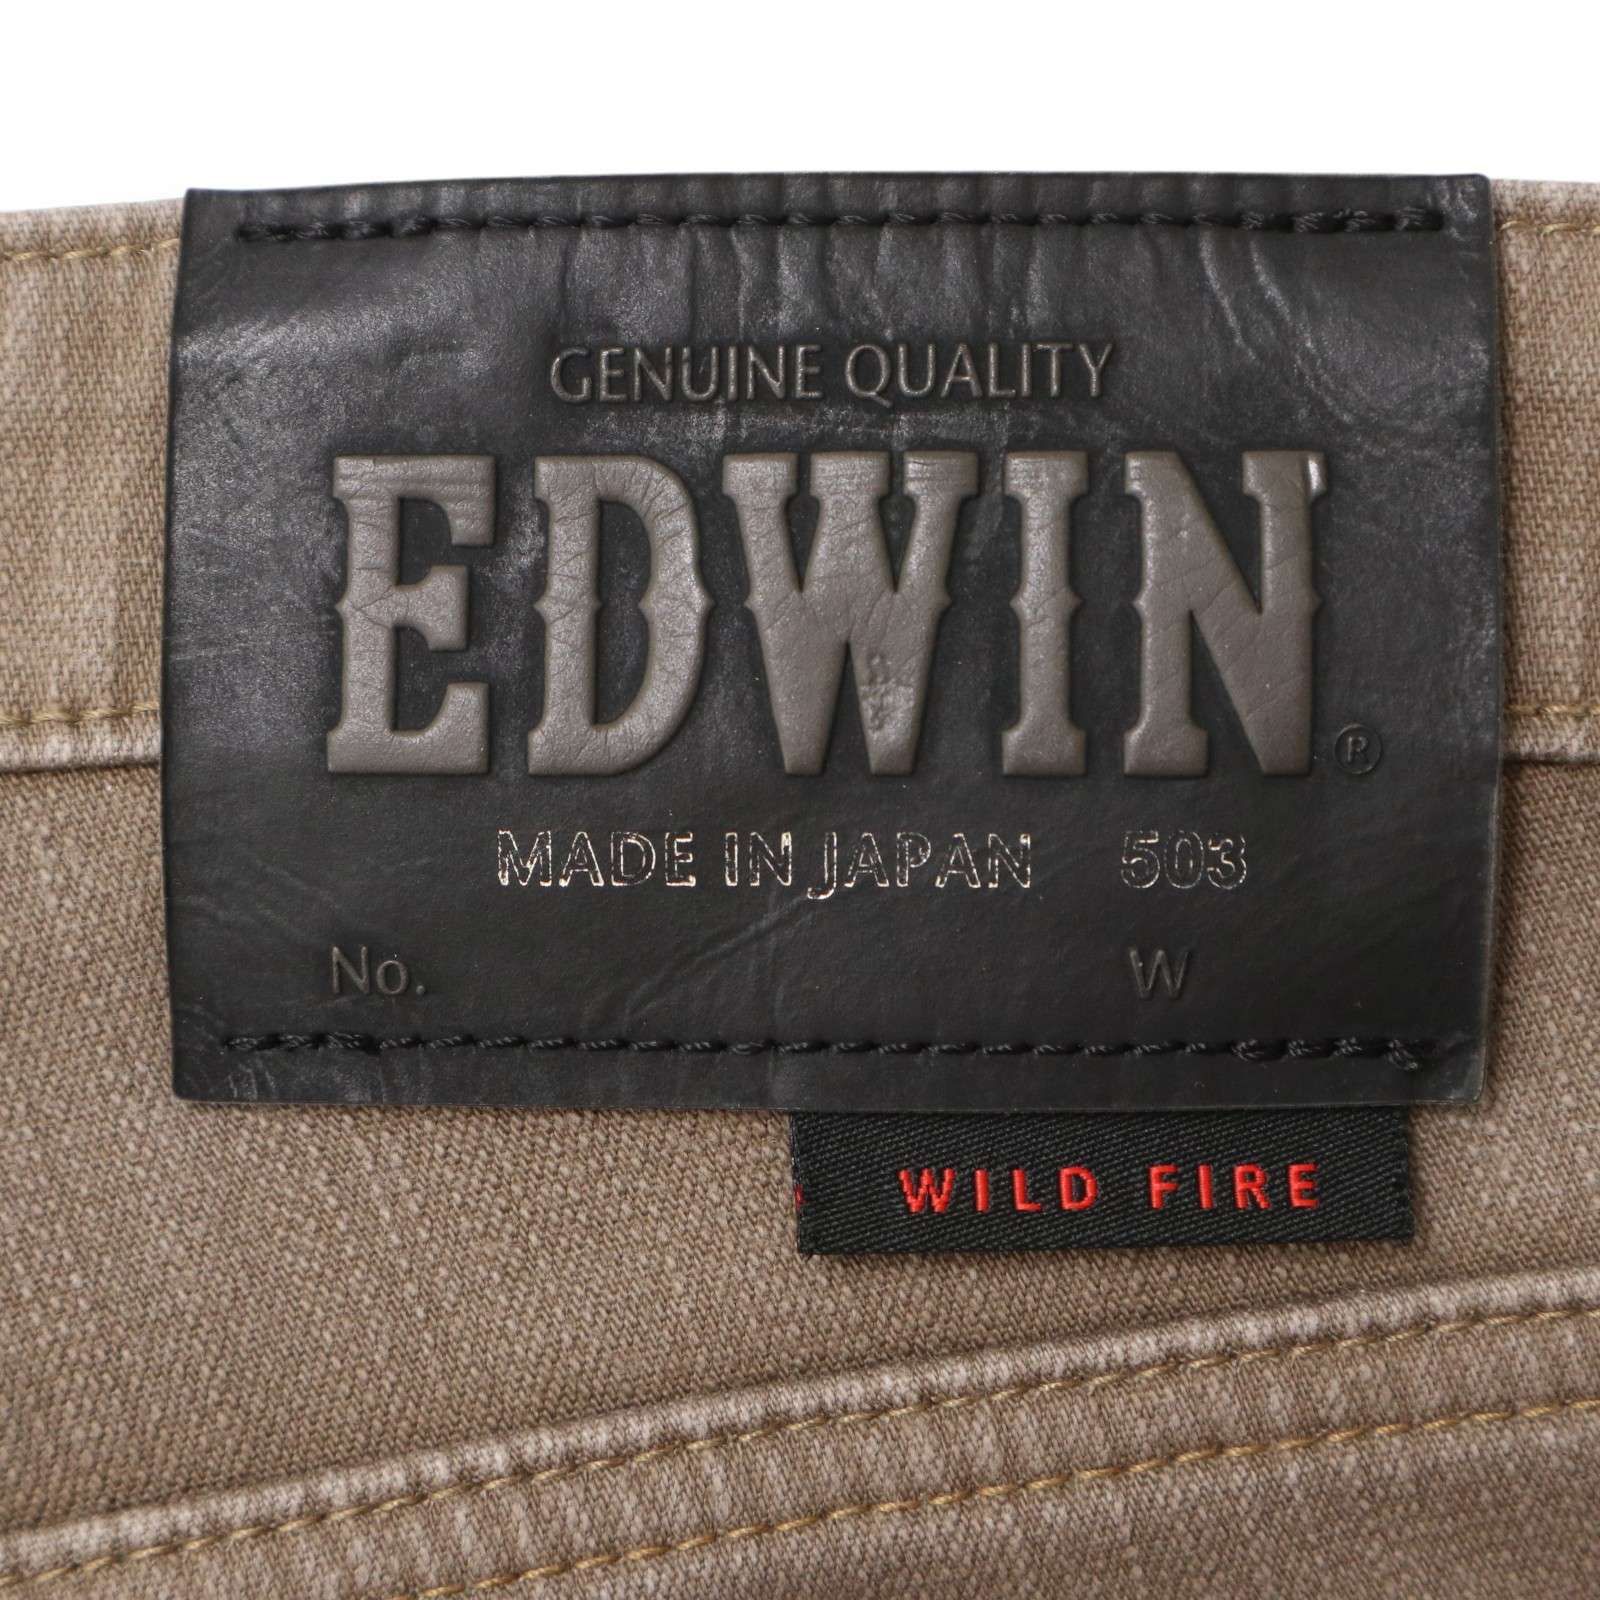 GENUINE QUALITY
EDWIN®
MADE IN JAPAN 503
No. W
WILD FIRE